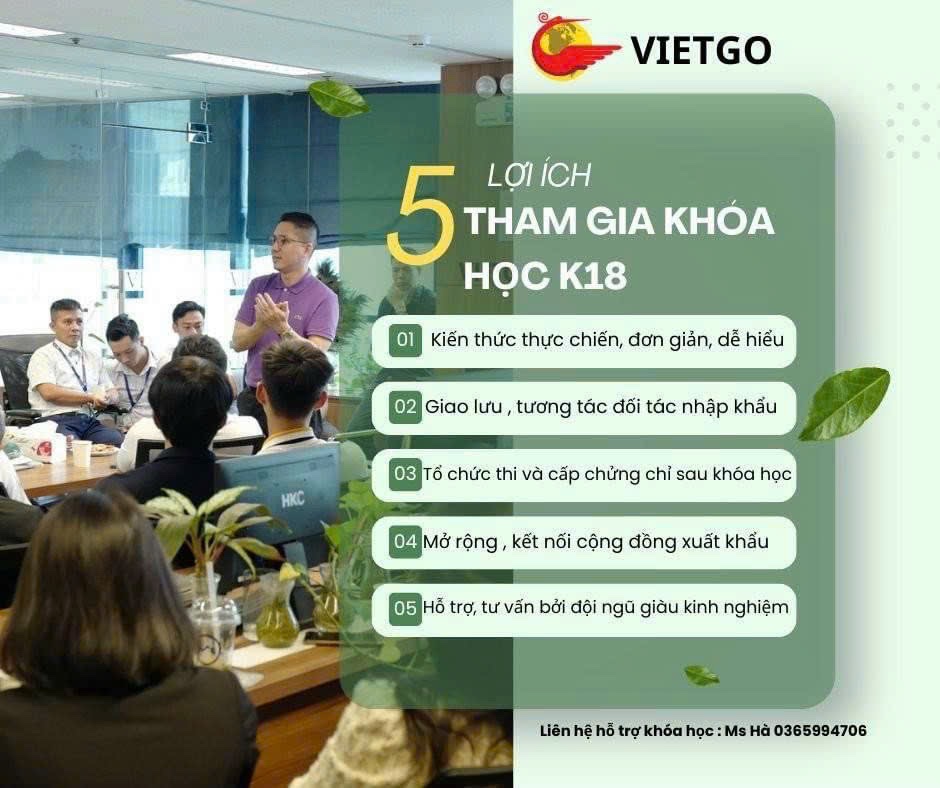 VIETGO
5 LỢI ÍCH
THAM GIA KHÓA
HỌC K18
01 Kiến thức thực chiến, đơn giản, dễ hiểu
02 Giao lưu , tương tác đối tác nhập khẩu
03 Tổ chức thi và cấp chửng chỉ sau khóa học
04 Mở rộng , kết nối cộng đồng xuất khẩu
05 Hỗ trợ, tư vấn bởi đội ngũ giàu kinh nghiệm
HKC
Liên hệ hỗ trợ khóa học : Ms Hà 0365994706